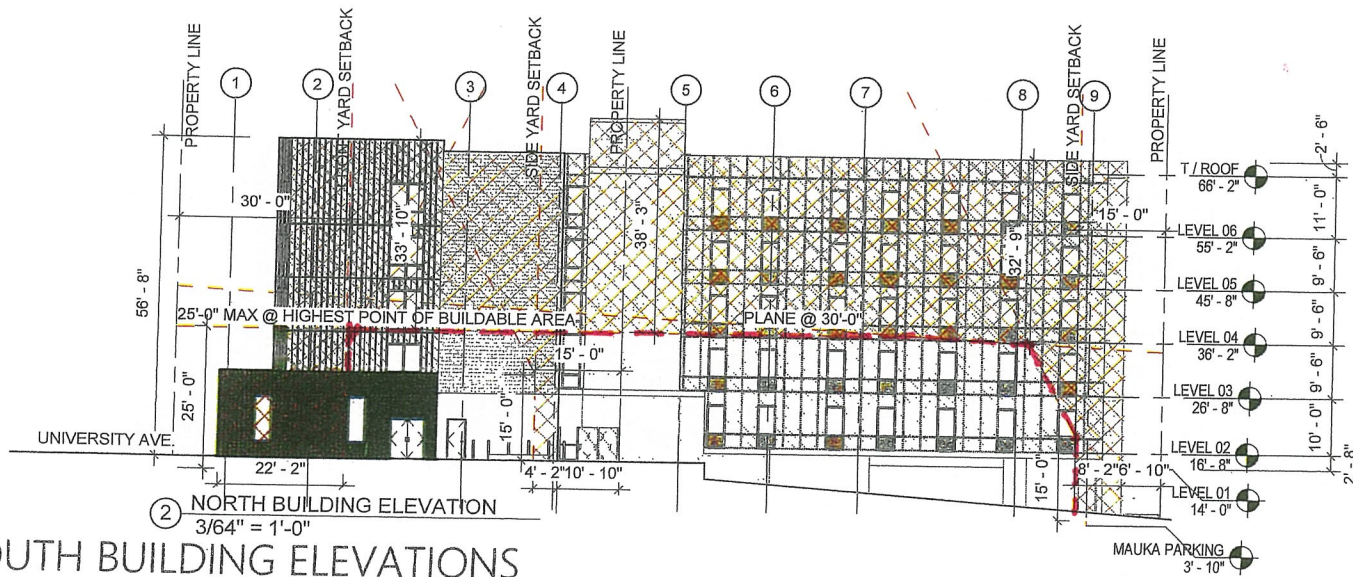 PROPERTY LINE
1
2
YARD SETBACK
3
SIDE YARD SETBACK
4
PROPERTY LINE
5
6
7
8
SIDE YARD SETBACK
9
PROPERTY LINE
2' - 6"
T / ROOF
66' - 2"
11' - 0"
30' - 0"
33' - 10"
38' - 3"
32' - 9"
15' - 0"
LEVEL 06
55' - 2"
9' - 6"
56' - 8"
LEVEL 05
45' - 8"
25'-0" MAX @ HIGHEST POINT OF BUILDABLE AREA
PLANE @ 30'-0"
9' - 6"
LEVEL 04
36' - 2"
15' - 0"
9' - 6"
25' - 0"
LEVEL 03
26' - 8"
15' - 0"
10' - 0"
UNIVERSITY AVE.
LEVEL 02
16' - 8"
2' - 8"
22' - 2"
4' - 2"
10' - 10"
15' - 0"
8' - 2"
6' - 10"
LEVEL 01
14' - 0"
2 NORTH BUILDING ELEVATION
3/64" = 1'-0"
MAUKA PARKING
3' - 10"
OUTH BUILDING ELEVATIONS